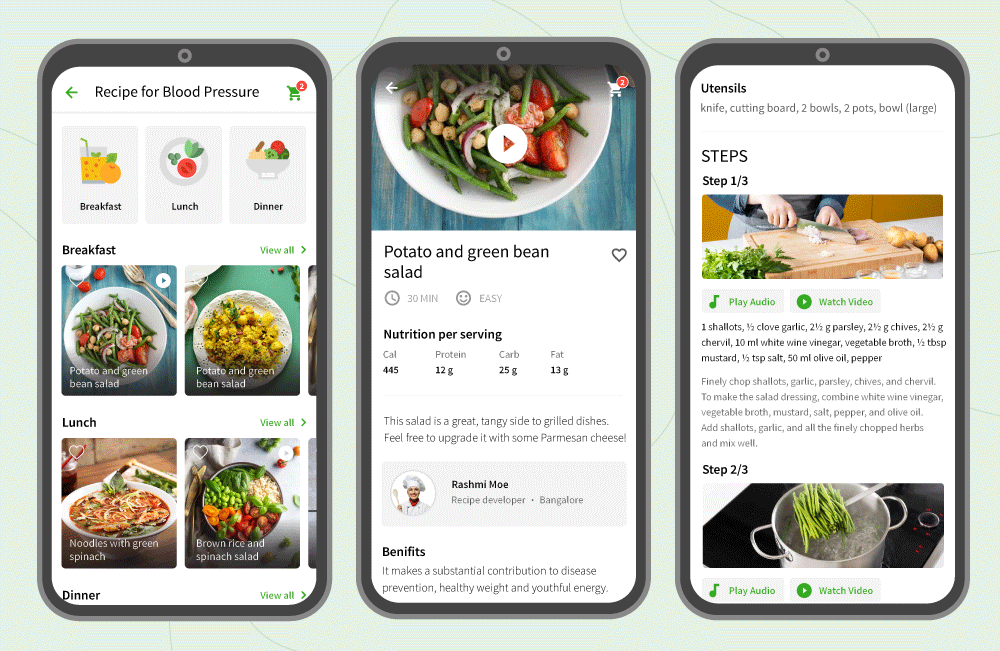 Recipe for Blood Pressure
2
Breakfast
Lunch
Dinner
Breakfast
View all
Potato and green
bean salad
Potato and green
bean salad
Lunch
View all
Noodles with green
spinach
Brown rice and
spinach salad
Dinner
View all
2
Potato and green bean
salad
30 MIN
EASY
Nutrition per serving
Cal
Protein
Carb
Fat
445
12 g
25 g
13 g
This salad is a great, tangy side to grilled dishes.
Feel free to upgrade it with some Parmesan cheese!
Rashmi Moe
Recipe developer • Bangalore
Benifits
It makes a substantial contribution to disease
prevention, healthy weight and youthful energy.
Utensils
knife, cutting board, 2 bowls, 2 pots, bowl (large)
STEPS
Step 1/3
Play Audio
Watch Video
1 shallots, ½ clove garlic, 2½ g parsley, 2½ g chives, 2½ g
chervil, 10 ml white wine vinegar, vegetable broth, ½ tbsp
mustard, ½ tsp salt, 50 ml olive oil, pepper
Finely chop shallots, garlic, parsley, chives, and chervil.
To make the salad dressing, combine white wine vinegar,
vegetable broth, mustard, salt, pepper, and olive oil.
Add shallots, garlic, and all the finely chopped herbs
and mix well.
Step 2/3
Play Audio
Watch Video